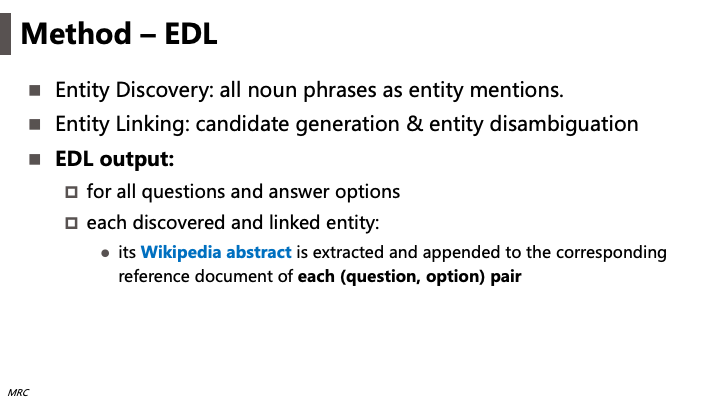 Method – EDL
Entity Discovery: all noun phrases as entity mentions.
Entity Linking: candidate generation & entity disambiguation
EDL output:
for all questions and answer options
each discovered and linked entity:
its Wikipedia abstract is extracted and appended to the corresponding
reference document of each (question, option) pair
MRC